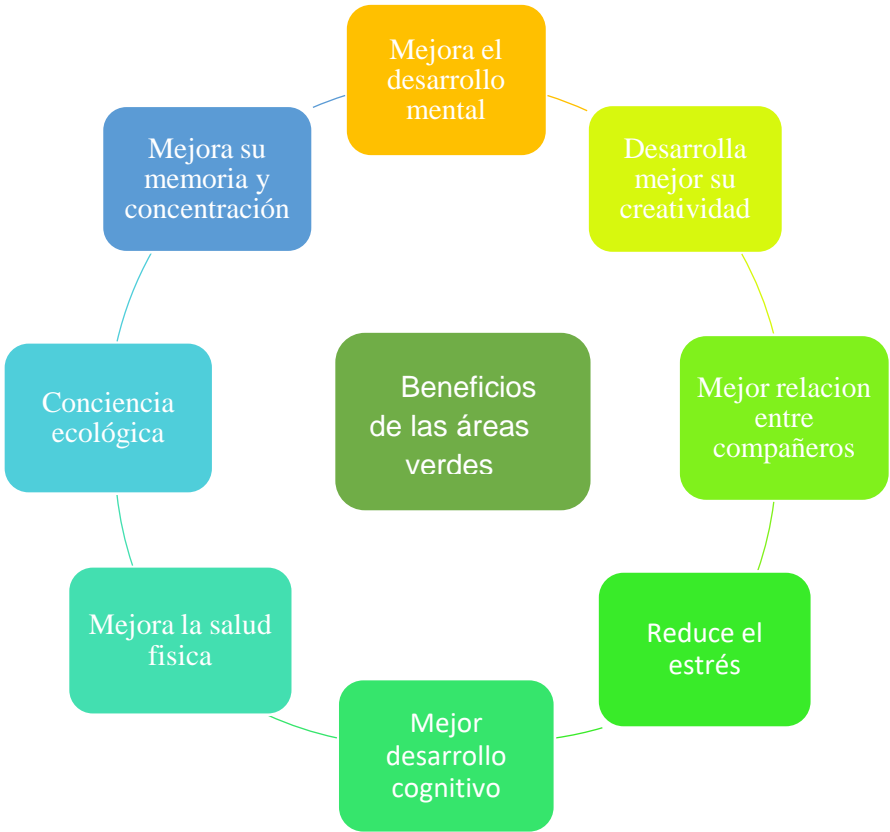 Mejora el
desarrollo
mental
Desarrolla
mejor su
creatividad
Mejor relacion
entre
compañeros
Reduce el
estrés
Mejor
desarrollo
cognitivo
Mejora la salud
fisica
Conciencia
ecológica
Mejora su
memoria y
concentración
Beneficios
de las áreas
verdes